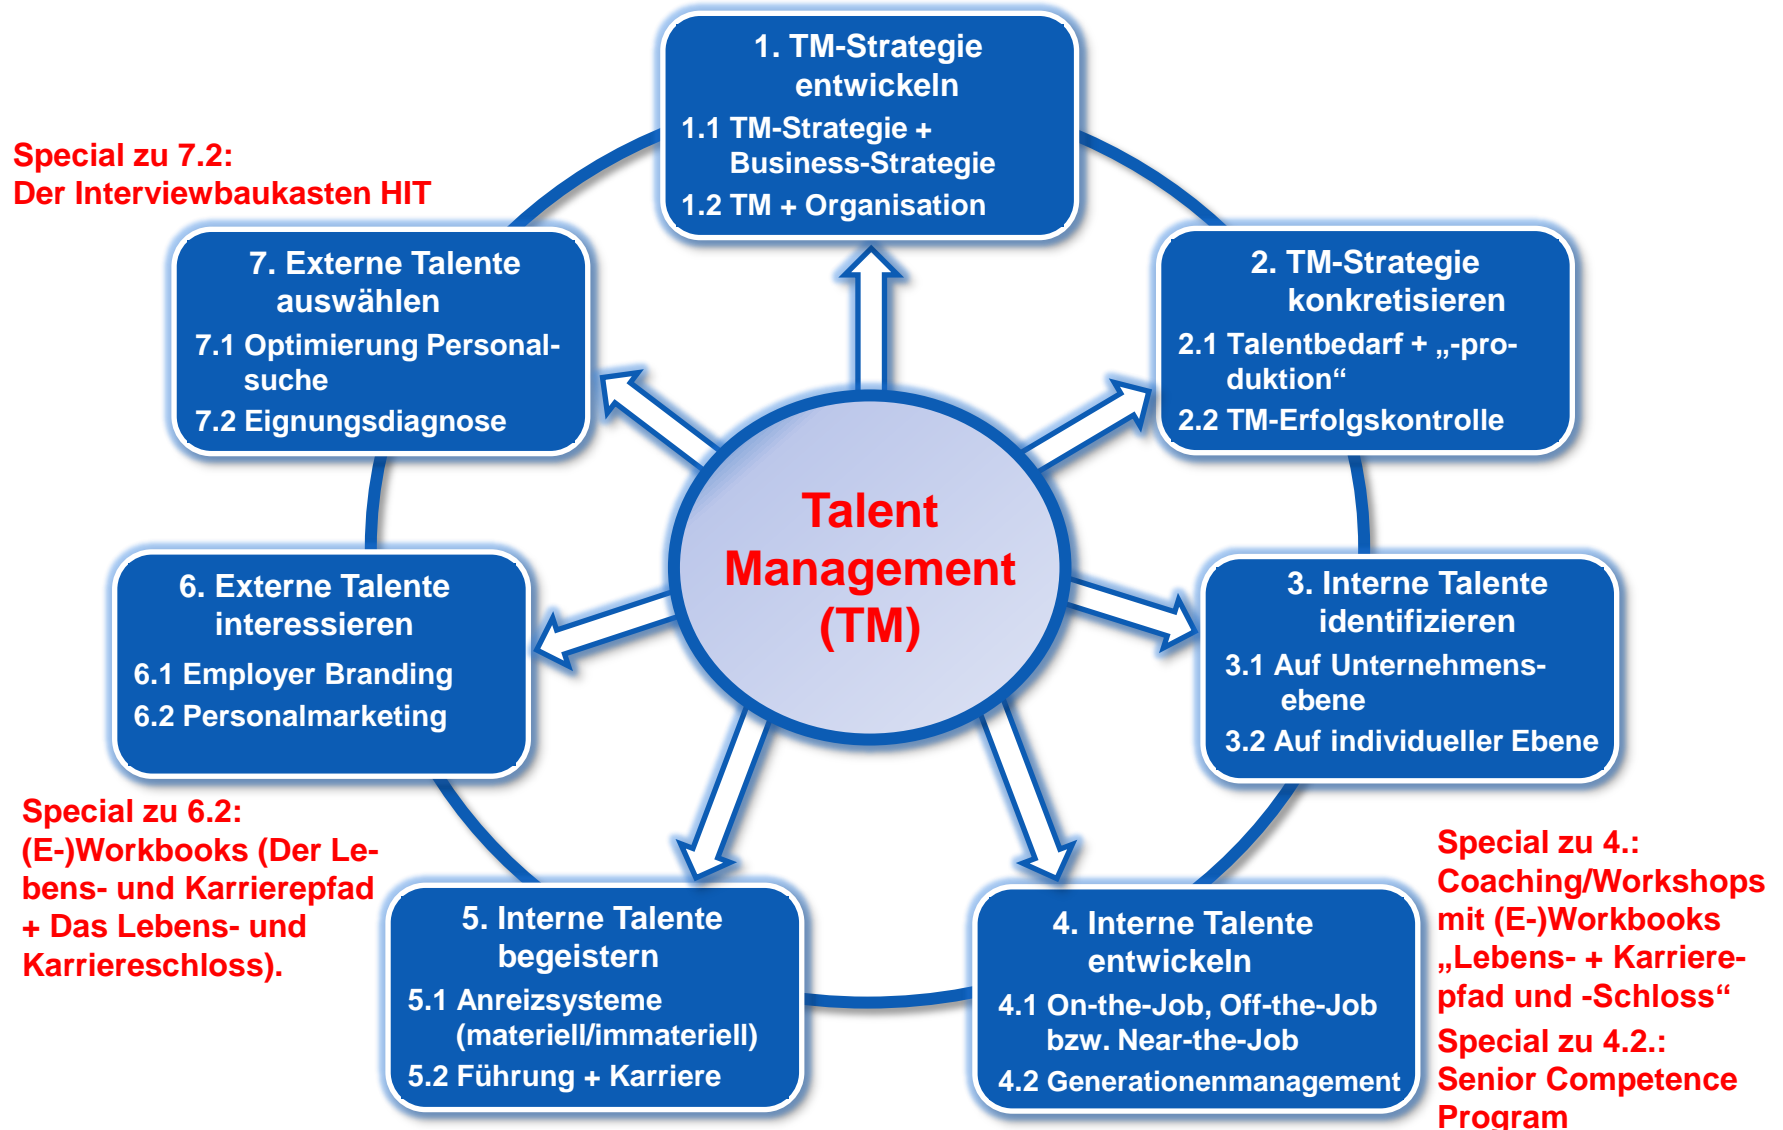 1. TM-Strategie
entwickeln
1.1 TM-Strategie +
Business-Strategie
1.2 TM + Organisation
Special zu 7.2:
Der Interviewbaukasten HIT
7. Externe Talente
auswählen
7.1 Optimierung Personal-
suche
7.2 Eignungsdiagnose
2. TM-Strategie
konkretisieren
2.1 Talentbedarf + „-pro-
duktion“
2.2 TM-Erfolgskontrolle
Talent
Management
(TM)
6. Externe Talente
interessieren
6.1 Employer Branding
6.2 Personalmarketing
3. Interne Talente
identifizieren
3.1 Auf Unternehmens-
ebene
3.2 Auf individueller Ebene
Special zu 6.2:
(E-)Workbooks (Der Le-
bens- und Karrierepfad
+ Das Lebens- und
Karriereschloss).
5. Interne Talente
begeistern
5.1 Anreizsysteme
(materiell/immateriell)
5.2 Führung + Karriere
4. Interne Talente
entwickeln
4.1 On-the-Job, Off-the-Job
bzw. Near-the-Job
4.2 Generationenmanagement
Special zu 4.:
Coaching/Workshops
mit (E-)Workbooks
„Lebens- + Karriere-
pfad und -Schloss“
Special zu 4.2.:
Senior Competence
Program